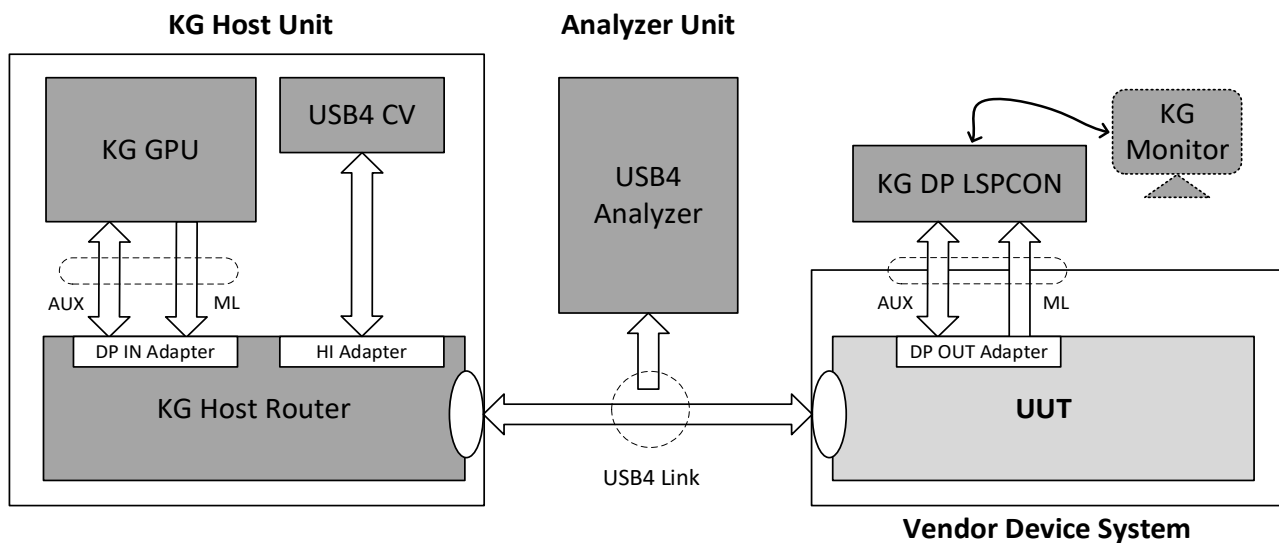 KG Host Unit
Analyzer Unit
KG GPU
USB4 CV
USB4
Analyzer
KG DP LSPCON
KG
Monitor
AUX
ML
AUX
ML
DP IN Adapter
HI Adapter
DP OUT Adapter
KG Host Router
UUT
USB4 Link
Vendor Device System